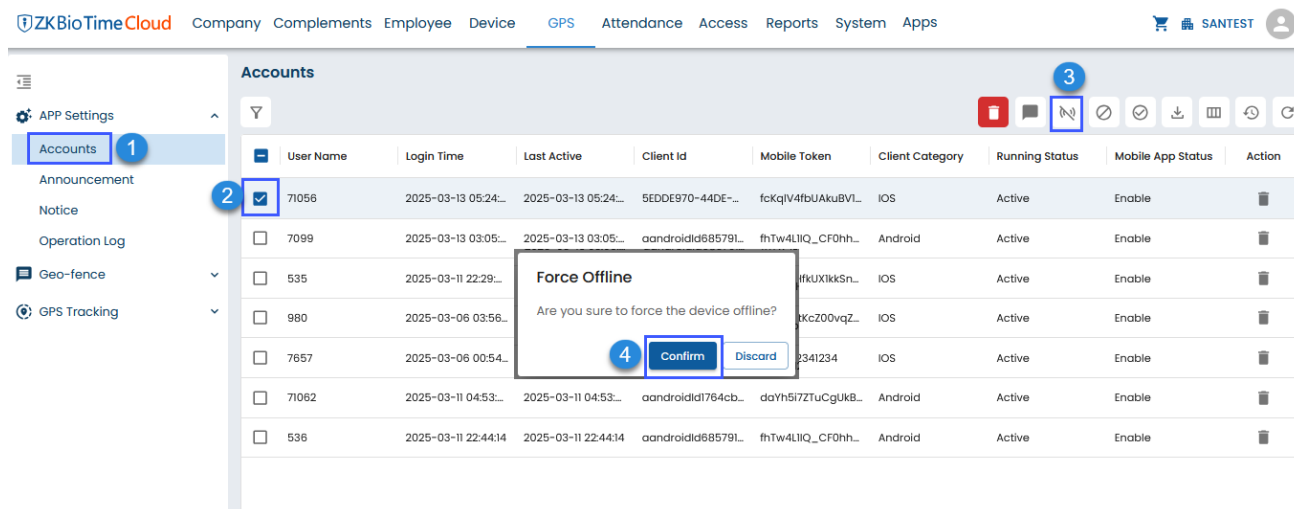 ZKBioTime Cloud Company Complements Employee Device GPS Attendance Access Reports System Apps SANTEST
Accounts
3
APP Settings
Accounts 1
Announcement
Notice
Operation Log
Geo-fence
GPS Tracking
User Name Login Time Last Active Client Id Mobile Token Client Category Running Status Mobile App Status Action
2 71056 2025-03-13 05:24:... 2025-03-13 05:24:... 5EDDE970-44DE-... fcKqIV4fbUAkuBV1... IOS Active Enable
7099 2025-03-13 03:05:... 2025-03-13 03:05:... aandroidId685791... fhTw4L1IQ_CF0hh... Android Active Enable
535 2025-03-11 22:29:... IfkUX1kkSn... IOS Active Enable
980 2025-03-06 03:56... tKcZ00vqZ... IOS Active Enable
7657 2025-03-06 00:54... 2341234 IOS Active Enable
71062 2025-03-11 04:53:... 2025-03-11 04:53:... aandroidId1764cb... daYh5i7ZTuCgUkB... Android Active Enable
536 2025-03-11 22:44:14 2025-03-11 22:44:14 aandroidId685791... fhTw4L1IQ_CF0hh... Android Active Enable
Force Offline
Are you sure to force the device offline?
4 Confirm Discard